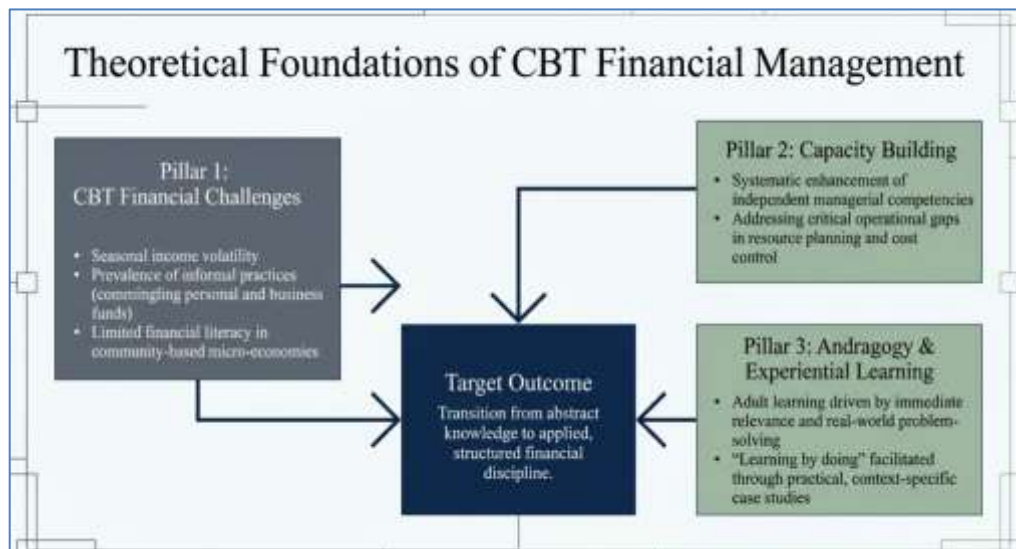 Theoretical Foundations of CBT Financial Management
Pillar 1:
CBT Financial Challenges
• Seasonal income volatility
• Prevalence of informal practices
(commingling personal and business
funds)
• Limited financial literacy in
community-based micro-economies
Pillar 2: Capacity Building
• Systematic enhancement of
independent managerial competencies
• Addressing critical operational gaps
in resource planning and cost
control
Target Outcome
Transition from abstract
knowledge to applied,
structured financial
discipline.
Pillar 3: Andragogy &
Experiential Learning
• Adult learning driven by immediate
relevance and real-world problem-
solving
• “Learning by doing” facilitated
through practical, context-specific
case studies